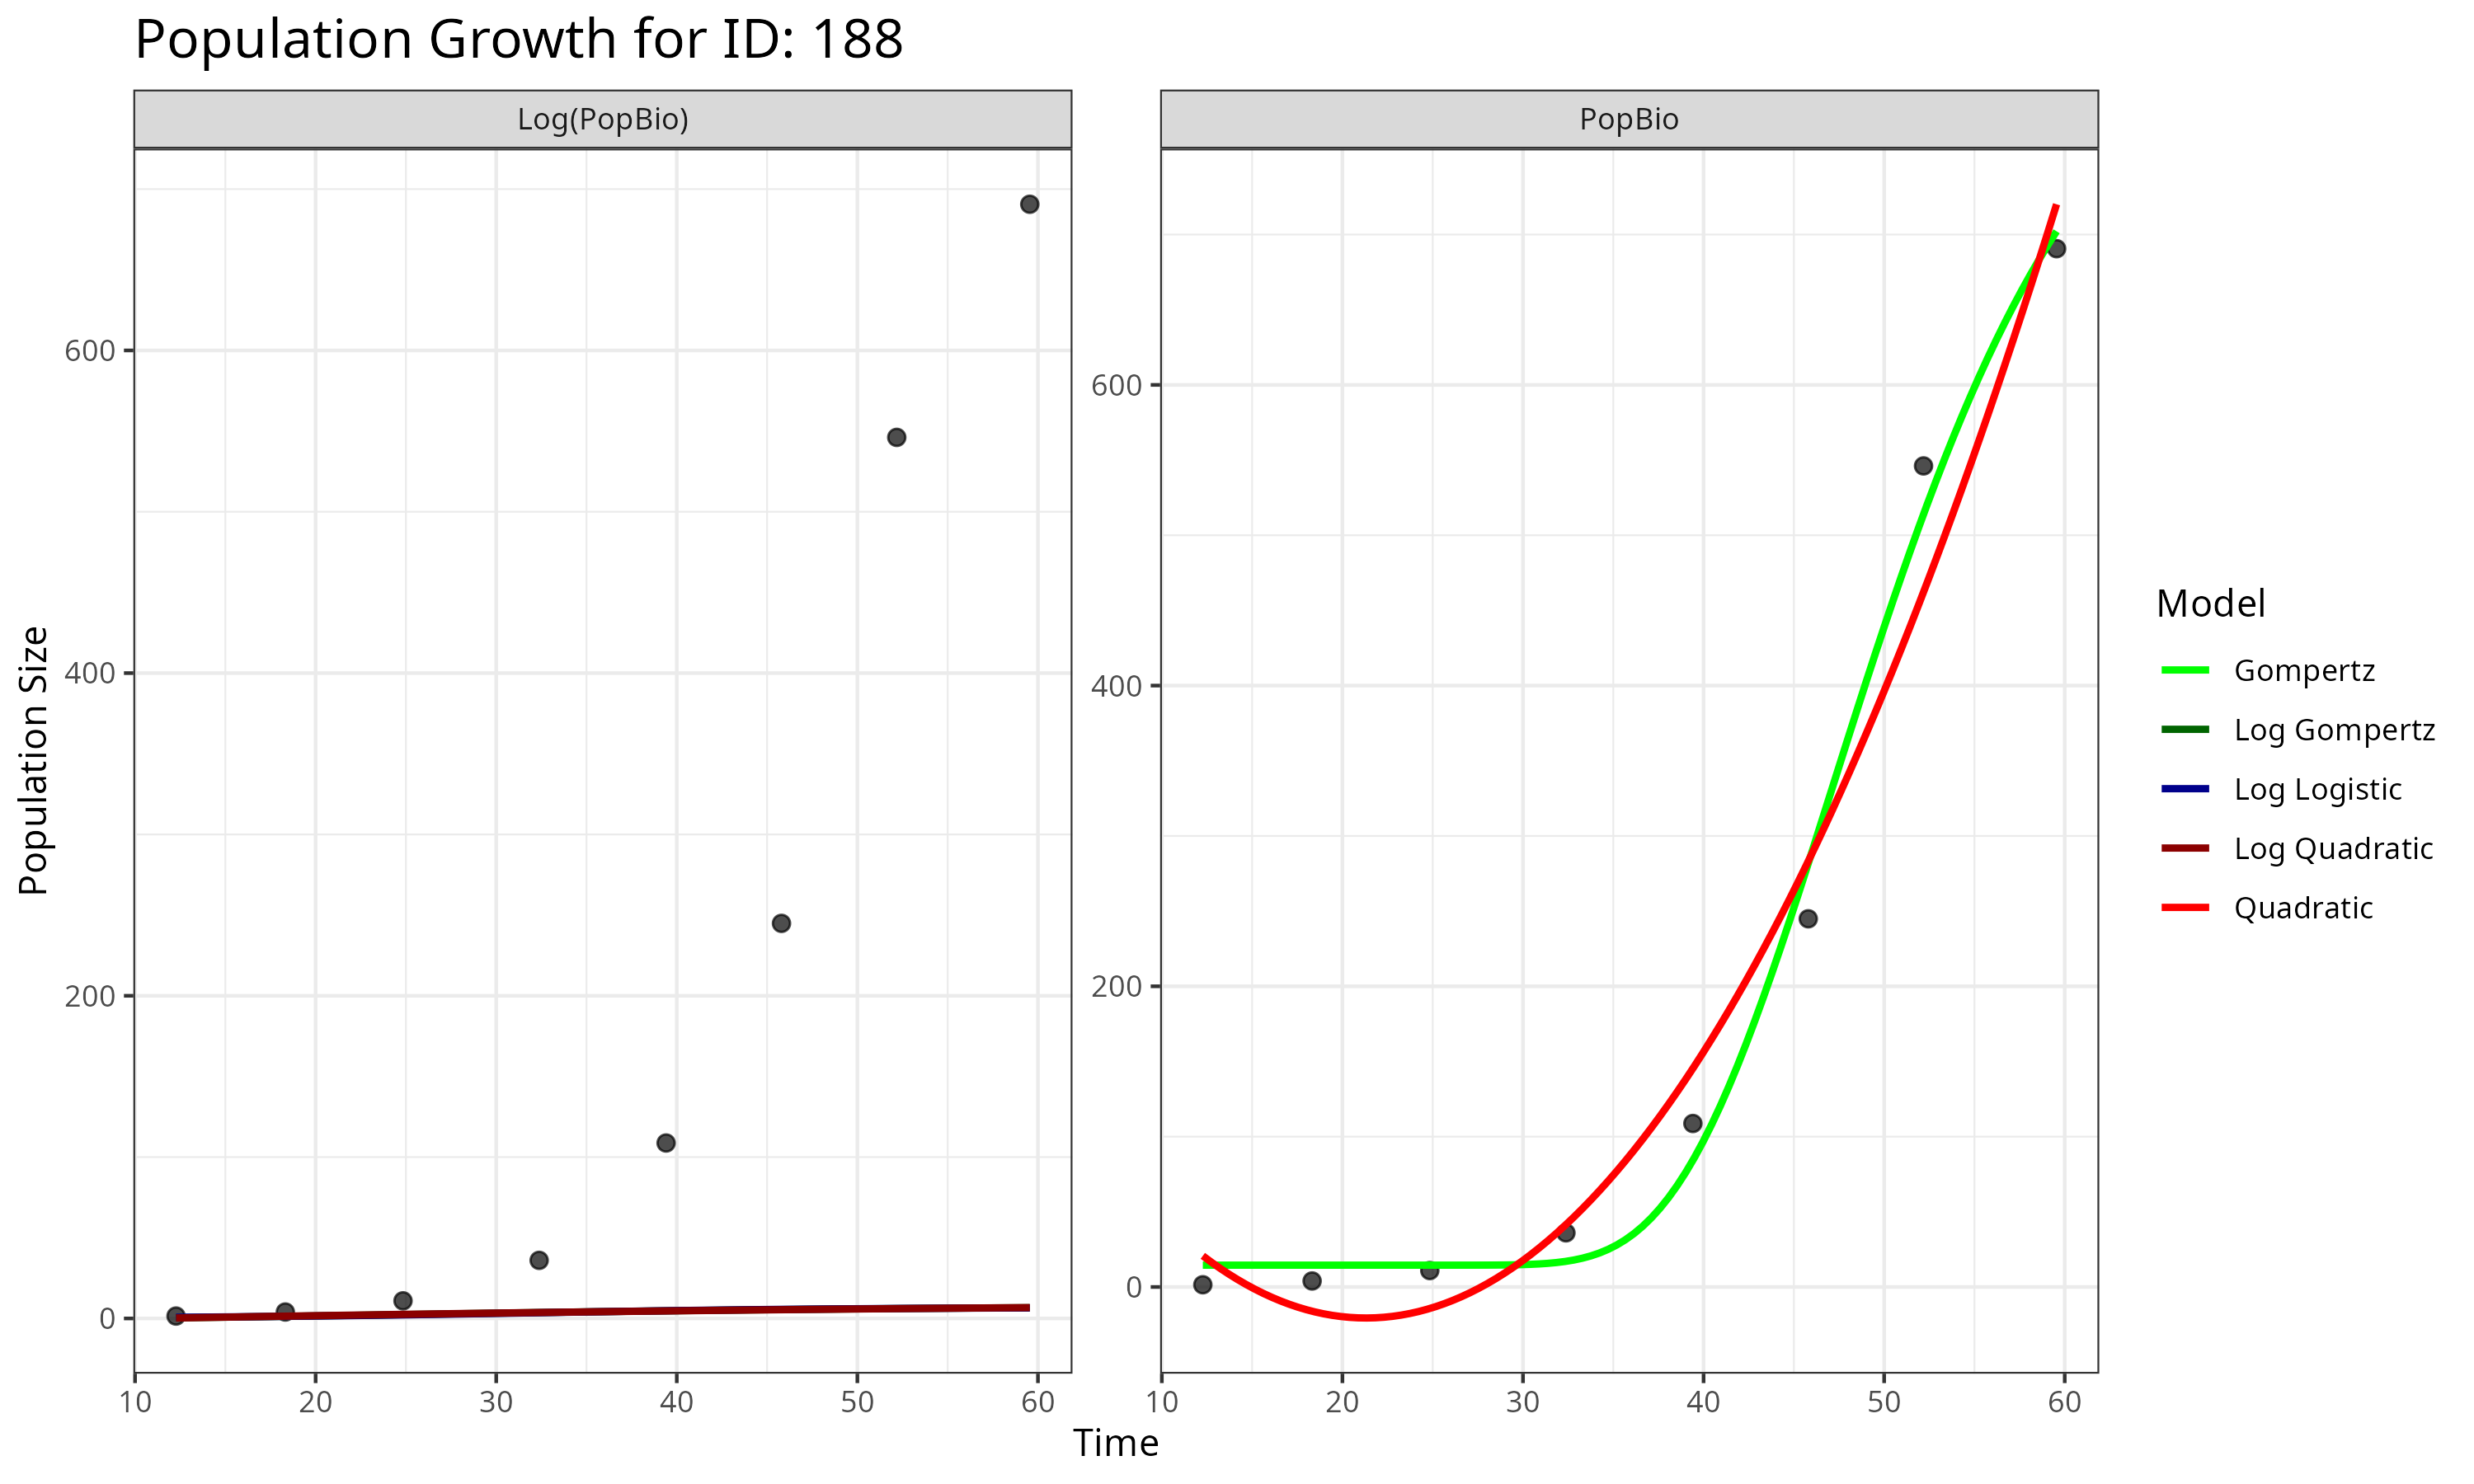 Population Growth for ID: 188
Log(PopBio)
PopBio
Population Size
600
400
200
0
10 20 30 40 50 60
600
400
200
0
10 20 30 40 50 60
Time
Model
Gompertz
Log Gompertz
Log Logistic
Log Quadratic
Quadratic